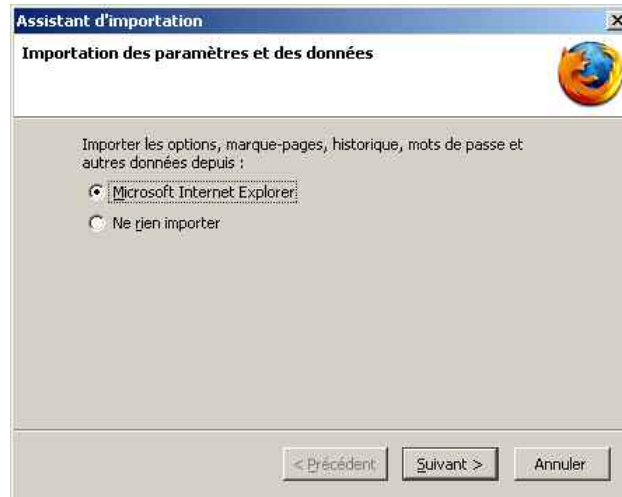 Assistant d'importation
Importation des paramètres et des données
Importer les options, marque-pages, historique, mots de passe et
autres données depuis :
Microsoft Internet Explorer
Ne rien importer
< Précédent
Suivant >
Annuler